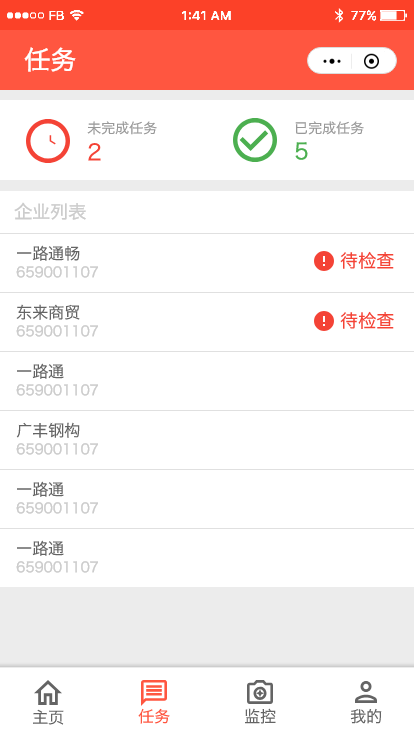 FB 1:41 AM 77%
任务
未完成任务 已完成任务
2 5
企业列表
一路通畅
659001107 待检查
东来商贸
659001107 待检查
一路通
659001107
广丰钢构
659001107
一路通
659001107
一路通
659001107
主页 任务 监控 我的